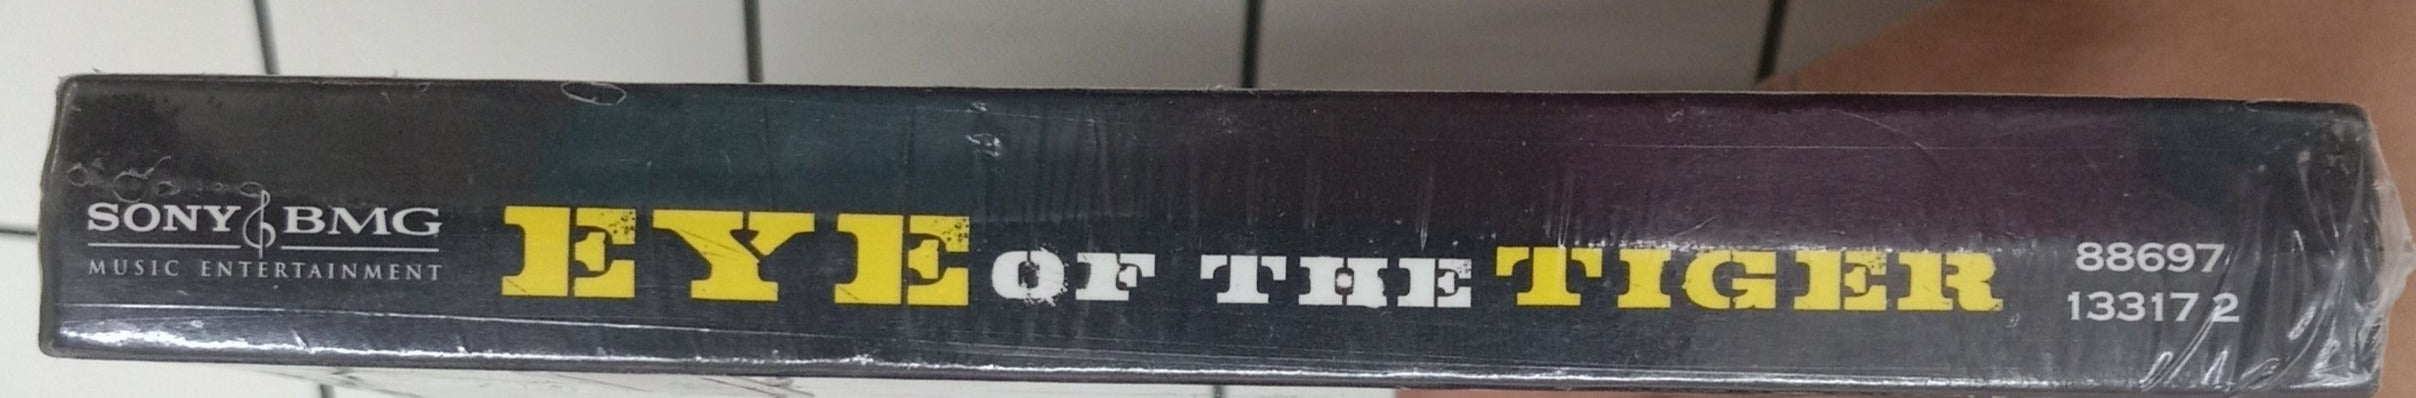 SONY BMG
MUSIC ENTERTAINMENT
EYE OF THE TIGER
88697
13317 2